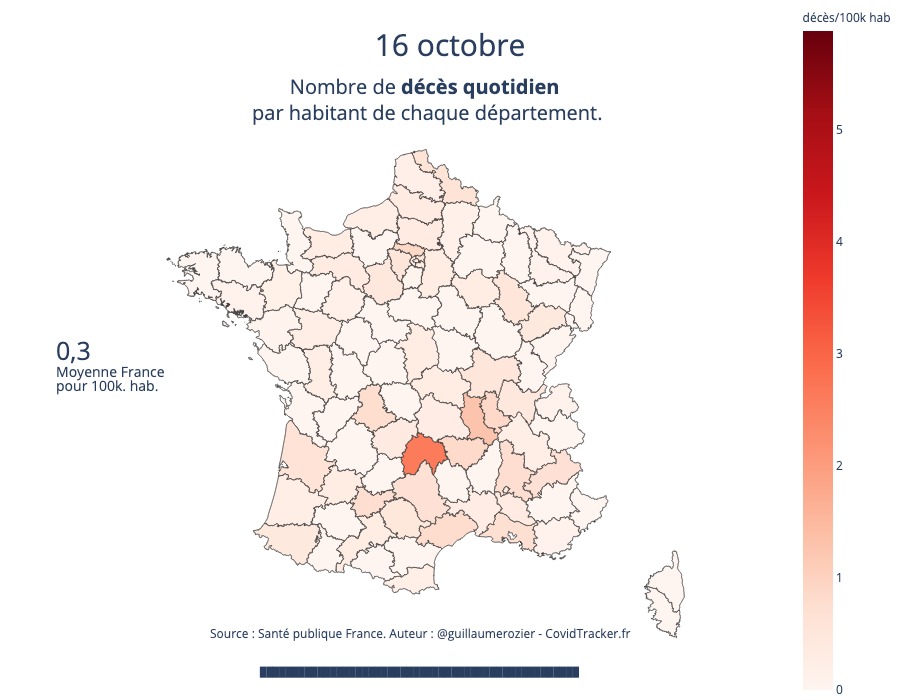 décès/100k hab
16 octobre
Nombre de décès quotidien
par habitant de chaque département.
5
4
0,3
Moyenne France
pour 100k. hab.
3
2
1
Source : Santé publique France. Auteur : @guillaumerozier - CovidTracker.fr
0